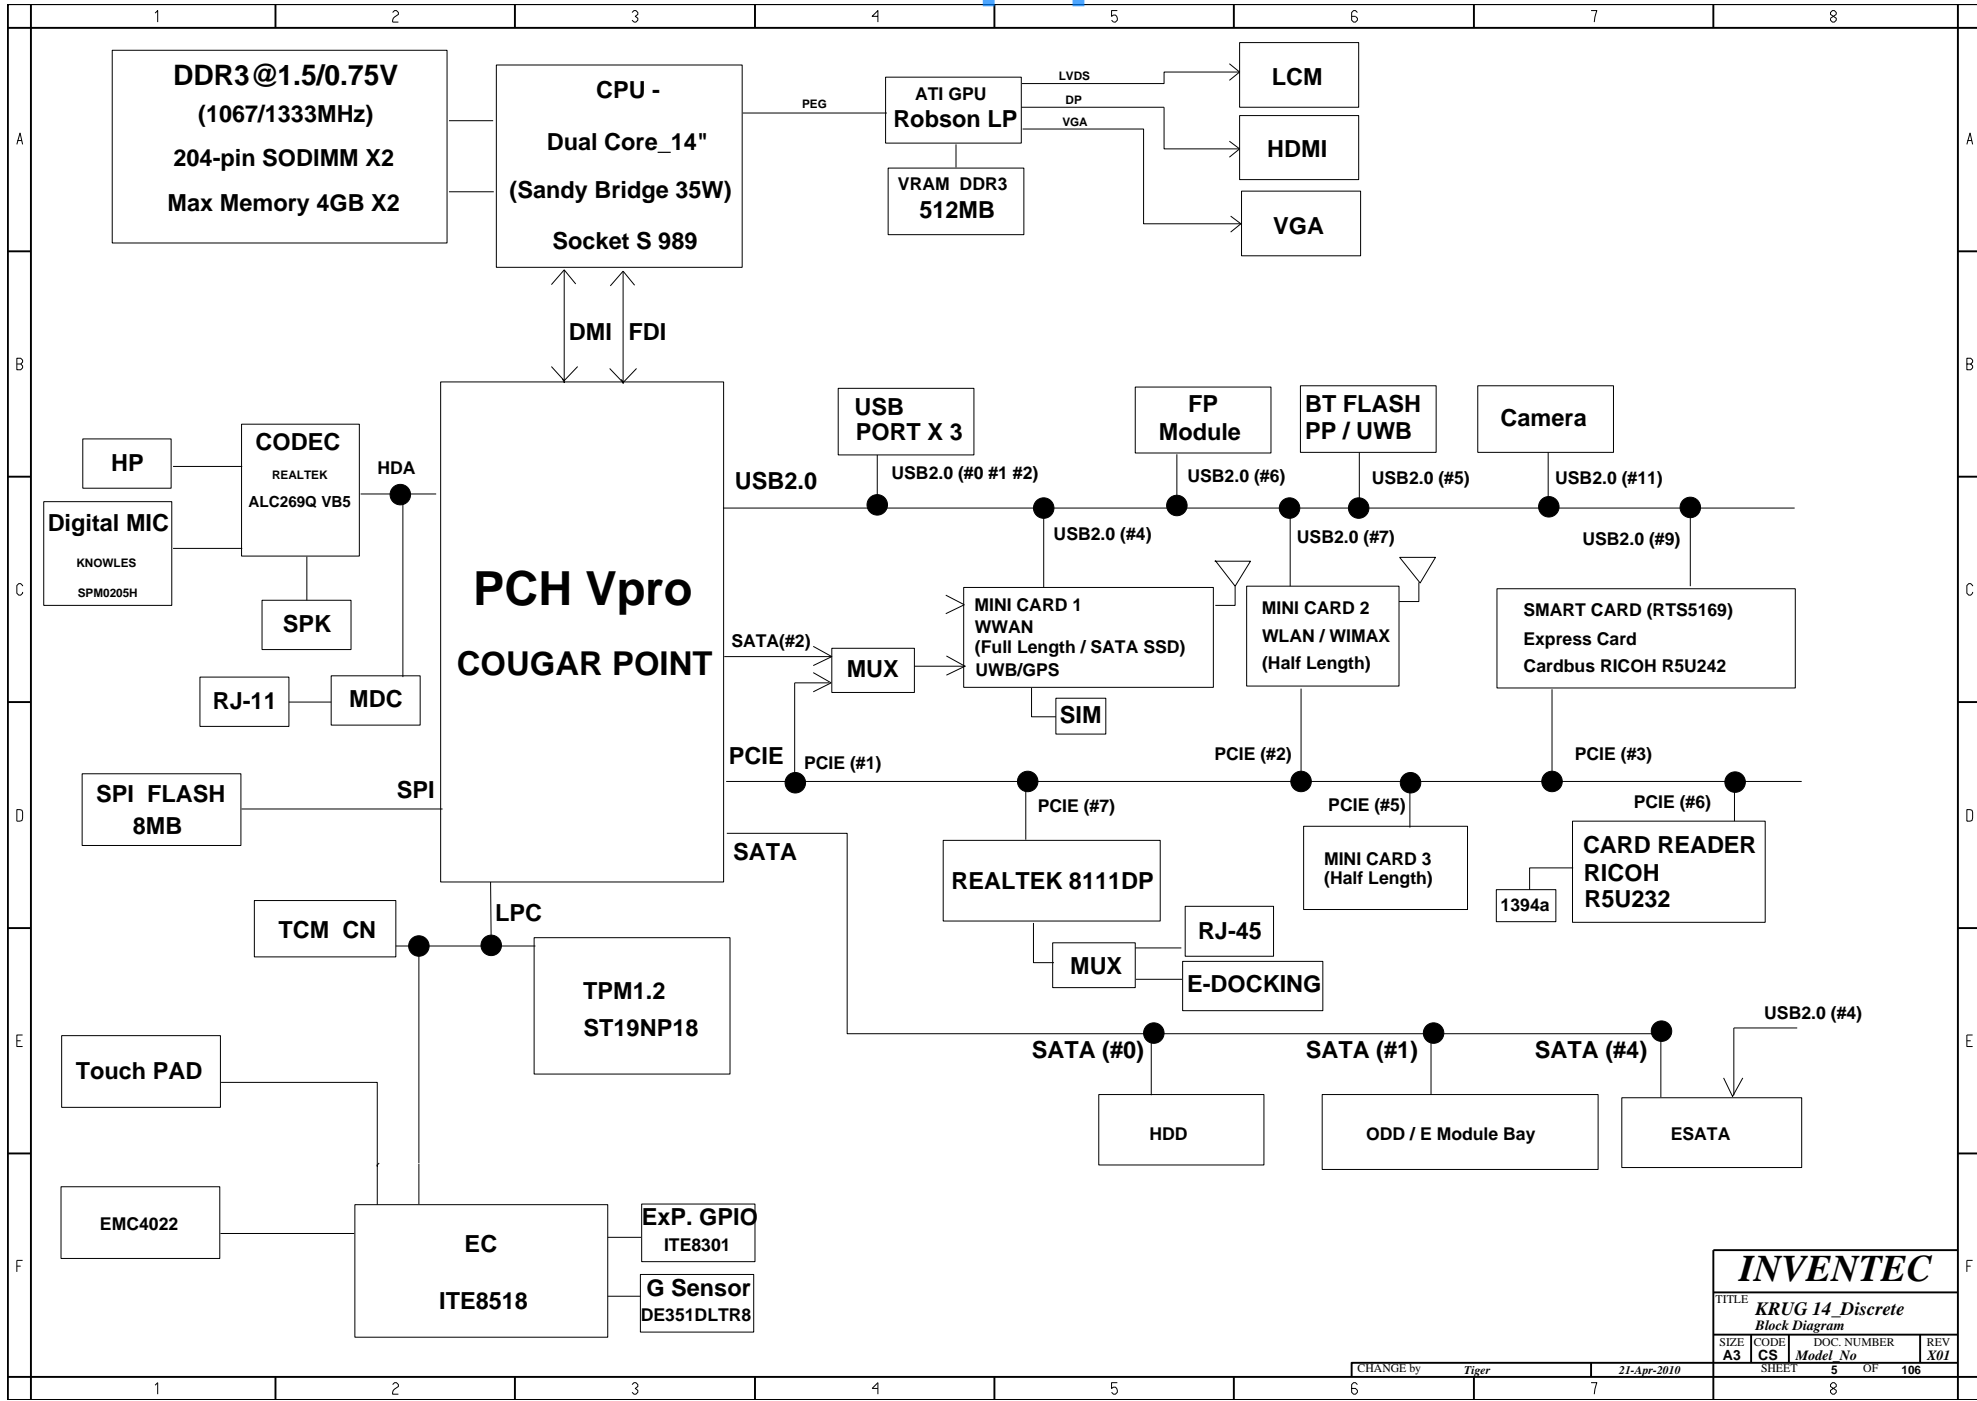 1 2 3 4 5 6 7 8
A
B
C
D
E
F
A
B
C
D
E
F
DDR3@1.5/0.75V
(1067/1333MHz)
204-pin SODIMM X2
Max Memory 4GB X2
CPU -
Dual Core_14"
(Sandy Bridge 35W)
Socket S 989
PEG
ATI GPU
Robson LP
VRAM DDR3
512MB
LVDS
DP
VGA
LCM
HDMI
VGA
DMI
FDI
PCH Vpro
COUGAR POINT
HP
CODEC
REALTEK
ALC269Q VB5
HDA
Digital MIC
KNOWLES
SPM0205H
SPK
RJ-11
MDC
SPI FLASH
8MB
SPI
USB2.0
USB
PORT X 3
USB2.0 (#0 #1 #2)
FP
Module
USB2.0 (#6)
BT FLASH
PP / UWB
USB2.0 (#5)
Camera
USB2.0 (#11)
USB2.0 (#4)
USB2.0 (#7)
USB2.0 (#9)
SATA(#2)
MUX
MINI CARD 1
WWAN
(Full Length / SATA SSD)
UWB/GPS
SIM
MINI CARD 2
WLAN / WIMAX
(Half Length)
SMART CARD (RTS5169)
Express Card
Cardbus RICOH R5U242
PCIE
PCIE (#1)
PCIE (#2)
PCIE (#3)
PCIE (#7)
PCIE (#5)
PCIE (#6)
SATA
REALTEK 8111DP
MINI CARD 3
(Half Length)
CARD READER
RICOH
R5U232
1394a
MUX
RJ-45
E-DOCKING
LPC
TCM CN
TPM1.2
ST19NP18
SATA (#0)
SATA (#1)
SATA (#4)
USB2.0 (#4)
HDD
ODD / E Module Bay
ESATA
Touch PAD
EMC4022
EC
ITE8518
ExP. GPIO
ITE8301
G Sensor
DE351DLTR8
INVENTEC
TITLE
KRUG 14_Discrete
Block Diagram
SIZE CODE DOC. NUMBER REV
A3 CS Model_No X01
CHANGE by Tiger 21-Apr-2010 SHEET 5 OF 106
1 2 3 4 5 6 7 8